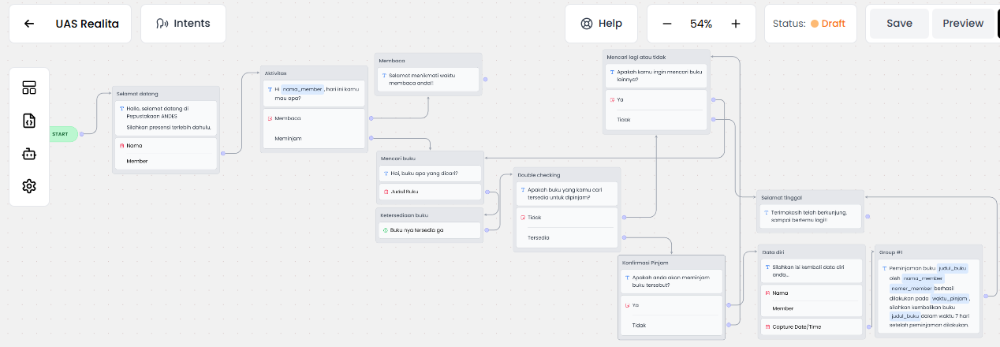 UAS Realita
Intents
Help
54%
Status: Draft
Save
Preview
START
Selamat datang
Hallo, selamat datang di
Pepustakaan ANDES
Silahkan presensi terlebih dahulu,
Nama
Member
Aktivitas
Hi nama_member , hari ini kamu
mau apa?
Membaca
Meminjam
Membaca
Selamat menikmati waktu
membaca anda!!
Mencari buku
Hai, buku apa yang dicari?
Judul Buku
Ketersediaan buku
Buku nya tersedia ga
Double checking
Apakah buku yang kamu cari
tersedia untuk dipinjam?
Tidak
Tersedia
Mencari lagi atau tidak
Apakah kamu ingin mencari buku
lainnya?
Ya
Tidak
Konfirmasi Pinjam
Apakah anda akan meminjam
buku tersebut?
Ya
Tidak
Selamat tinggal
Terimakasih telah berkunjung,
sampai bertemu lagi!!
Data diri
Silahkan isi kembali data diri
anda...
Nama
Member
Capture Date/Time
Group #1
Peminjaman buku judul_buku
oleh nama_member
nomer_member berhasil
dilakukan pada waktu_pinjam ,
silahkan kembalikan buku
judul_buku dalam waktu 7 hari
setelah peminjaman dilakukan.